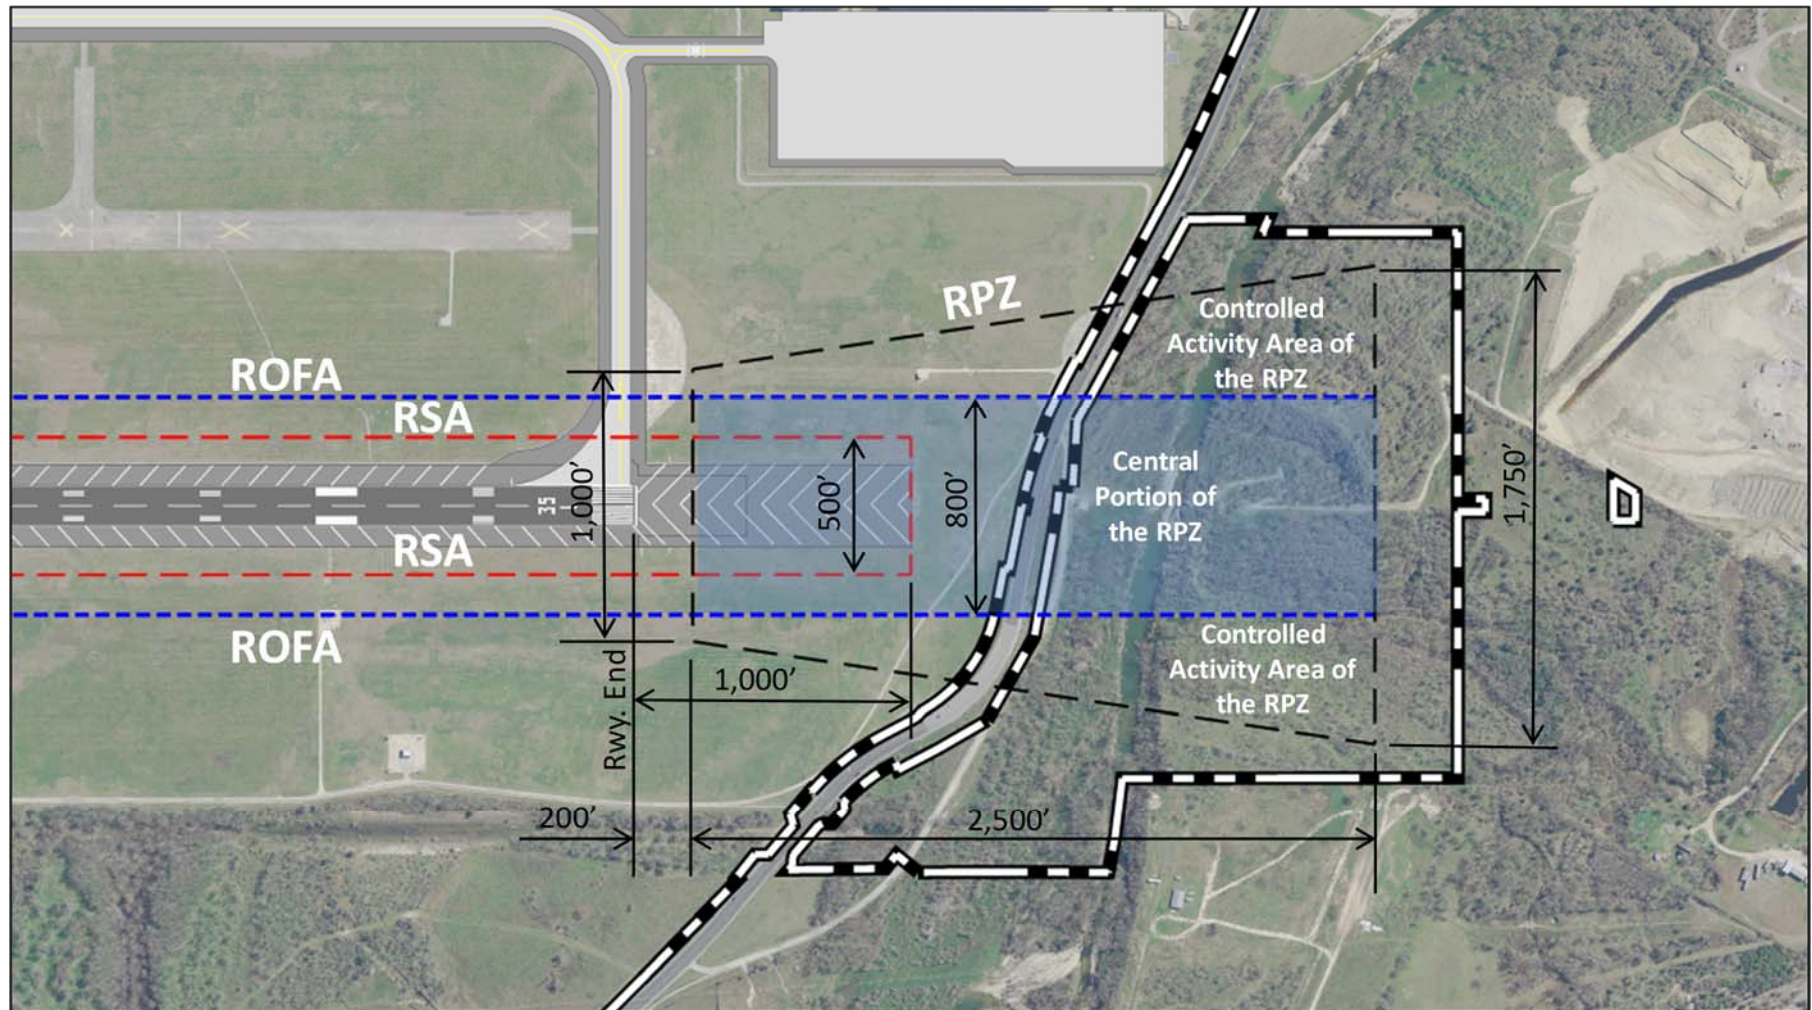 RPZ
Controlled
Activity Area of
the RPZ
ROFA
RSA
35
1,000’
500’
800’
Central
Portion of
the RPZ
1,750’
RSA
ROFA
Controlled
Activity Area of
the RPZ
Rwy. End
1,000’
200’
2,500’